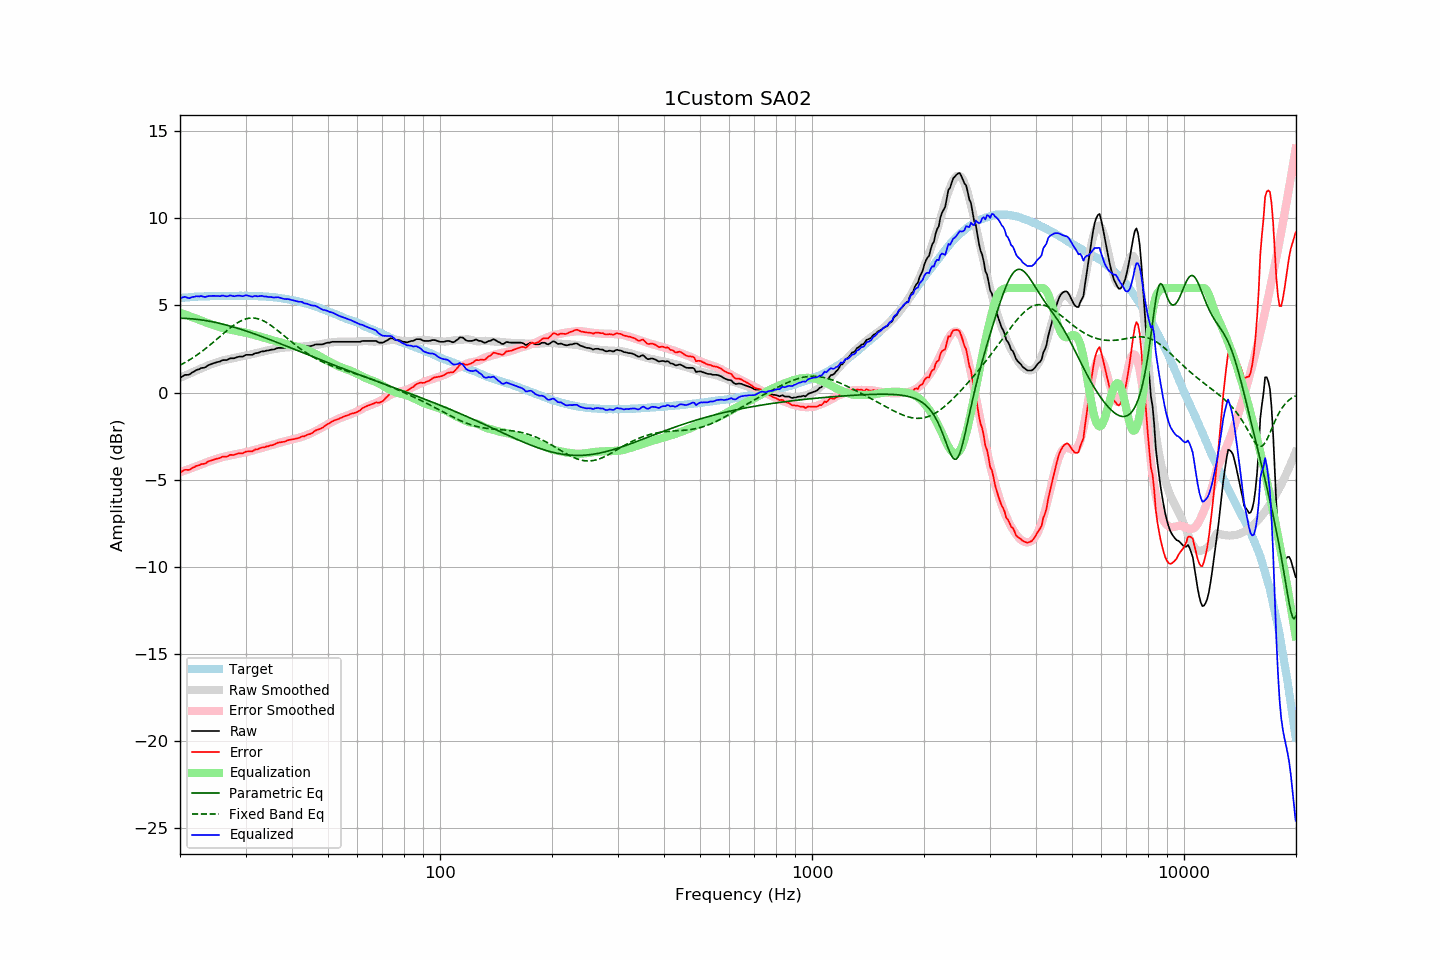 1Custom SA02
15
10
5
0
−5
−10
−15
−20
−25
Amplitude (dBr)
Target
Raw Smoothed
Error Smoothed
Raw
Error
Equalization
Parametric Eq
Fixed Band Eq
Equalized
100
1000
10000
Frequency (Hz)